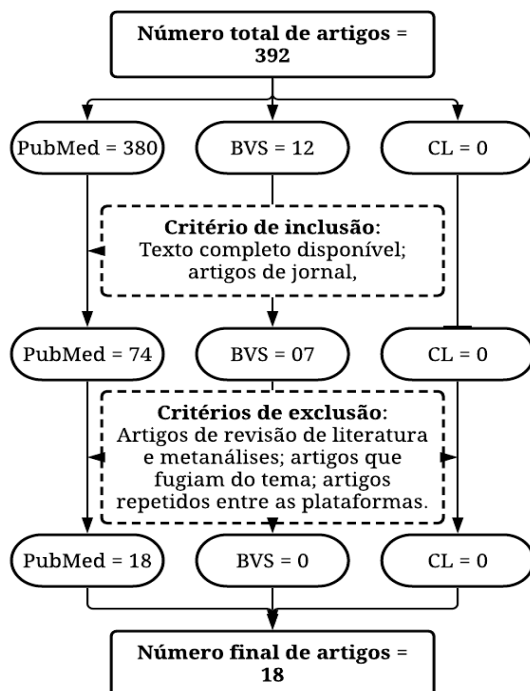 Número total de artigos =
392
PubMed = 380
BVS = 12
CL = 0
Critério de inclusão:
Texto completo disponível;
artigos de jornal,
PubMed = 74
BVS = 07
CL = 0
Critérios de exclusão:
Artigos de revisão de literatura
e metanálises; artigos que
fugiam do tema; artigos
repetidos entre as plataformas.
PubMed = 18
BVS = 0
CL = 0
Número final de artigos =
18